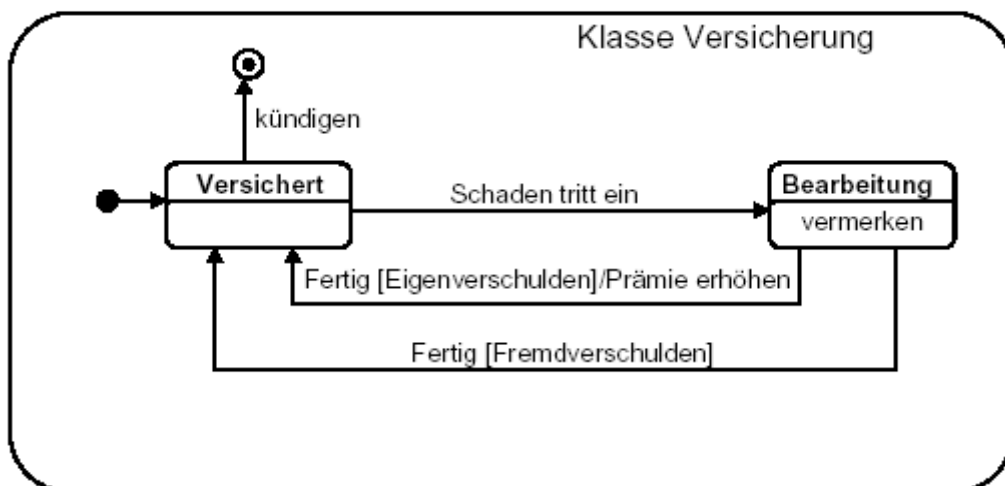 Klasse Versicherung
kündigen
Versichert
Schaden tritt ein
Bearbeitung
vermerken
Fertig [Eigenverschulden]/Prämie erhöhen
Fertig [Fremdverschulden]